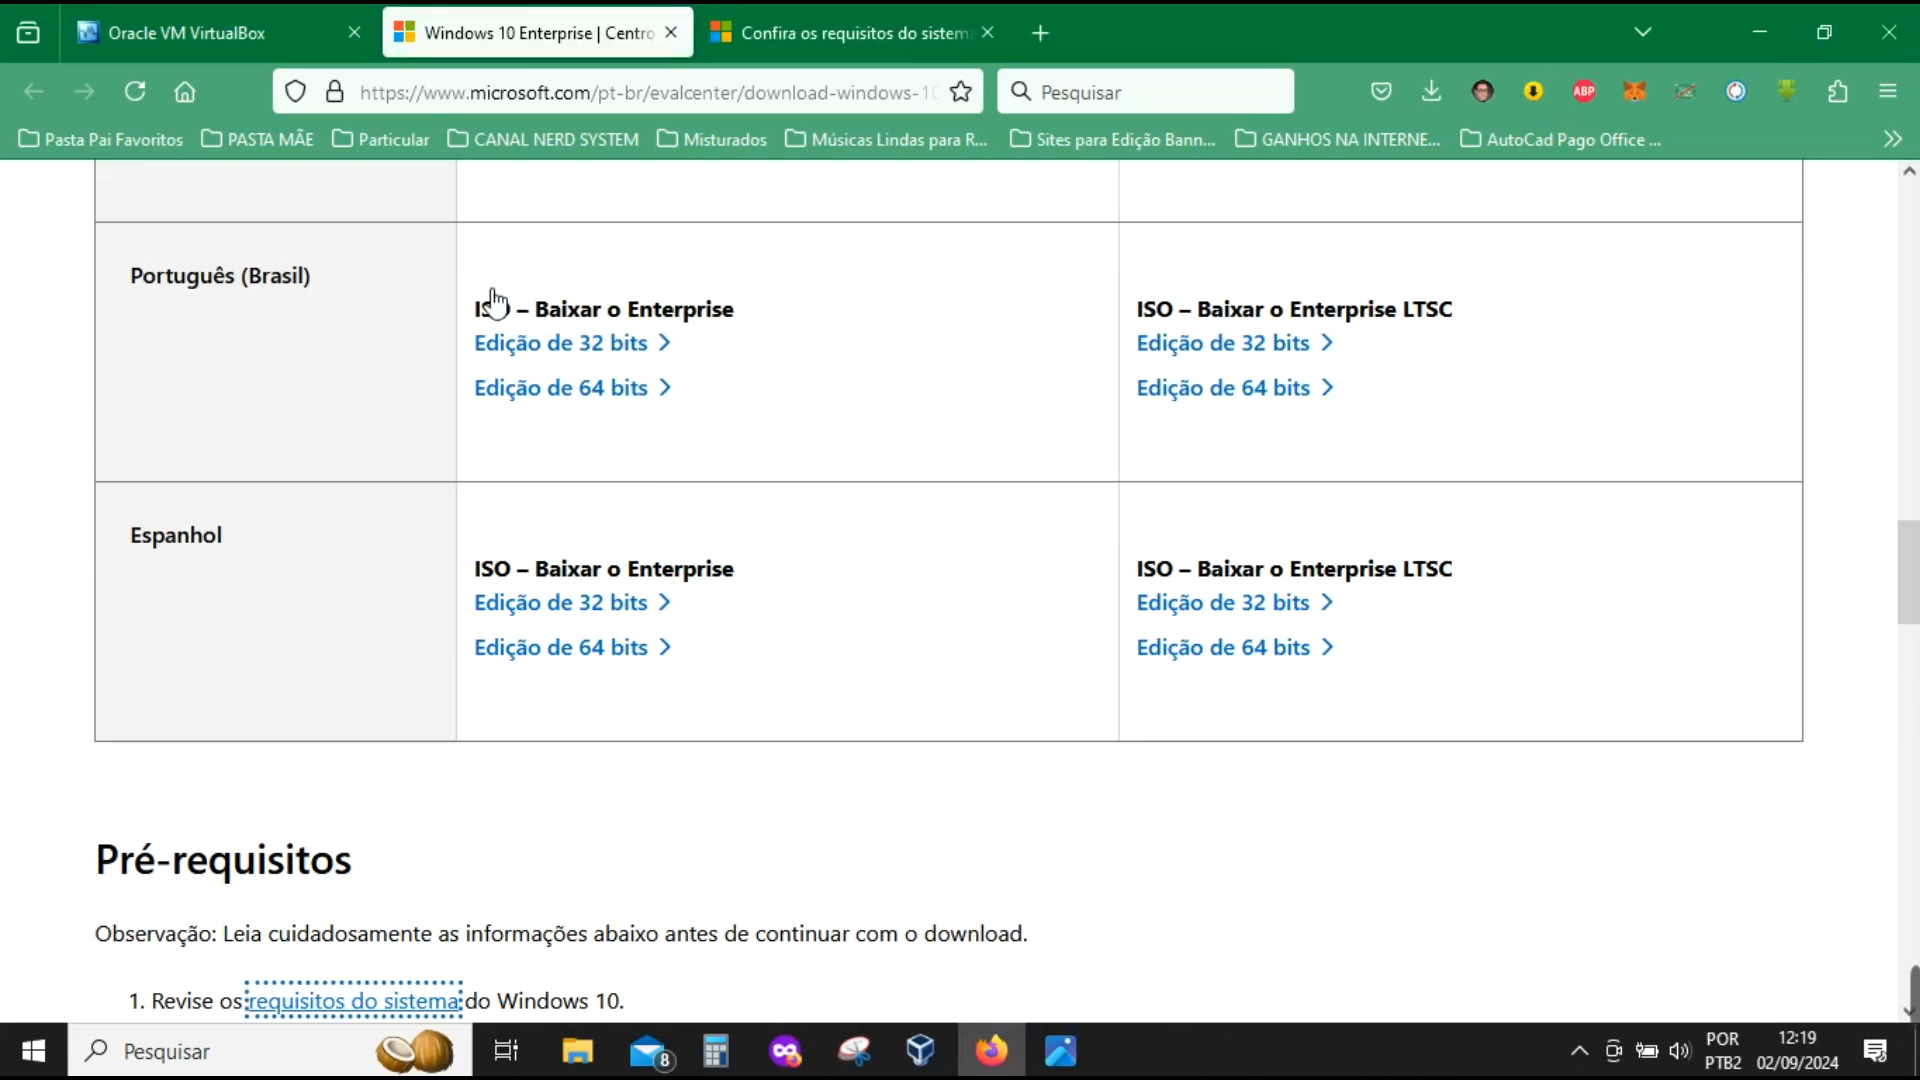 Oracle VM VirtualBox
Windows 10 Enterprise | Centro
Confira os requisitos do sistema
https://www.microsoft.com/pt-br/evalcenter/download-windows-10
Pesquisar
ABP
Pasta Pai Favoritos
PASTA MÃE
Particular
CANAL NERD SYSTEM
Misturados
Músicas Lindas para R...
Sites para Edição Bann...
GANHOS NA INTERNE...
AutoCad Pago Office ...
Português (Brasil)
ISO – Baixar o Enterprise
Edição de 32 bits
Edição de 64 bits
ISO – Baixar o Enterprise LTSC
Edição de 32 bits
Edição de 64 bits
Espanhol
ISO – Baixar o Enterprise
Edição de 32 bits
Edição de 64 bits
ISO – Baixar o Enterprise LTSC
Edição de 32 bits
Edição de 64 bits
Pré-requisitos
Observação: Leia cuidadosamente as informações abaixo antes de continuar com o download.
1. Revise os requisitos do sistema do Windows 10.
Pesquisar
8
POR
PTB2
12:19
02/09/2024